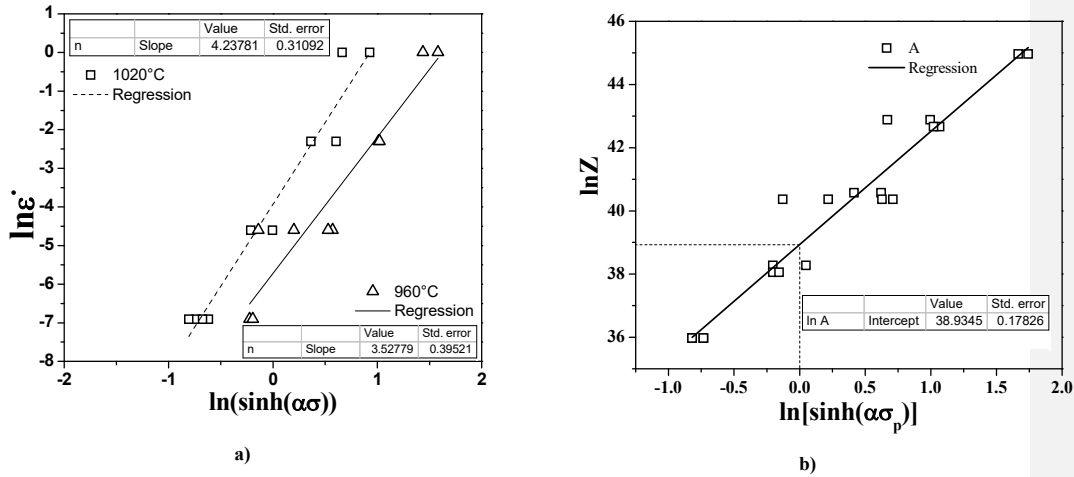 Value Std. error
n Slope 4.23781 0.31092
1020°C
Regression
960°C
Regression
Value Std. error
n Slope 3.52779 0.39521
1
0
-1
-2
-3
-4
-5
-6
-7
-8
lnε˙
-2 -1 0 1 2
ln(sinh(ασ))
a)
A
Regression
Value Std. error
ln A Intercept 38.9345 0.17826
46
44
42
40
38
36
lnZ
-1.0 -0.5 0.0 0.5 1.0 1.5 2.0
ln[sinh(ασp)]
b)